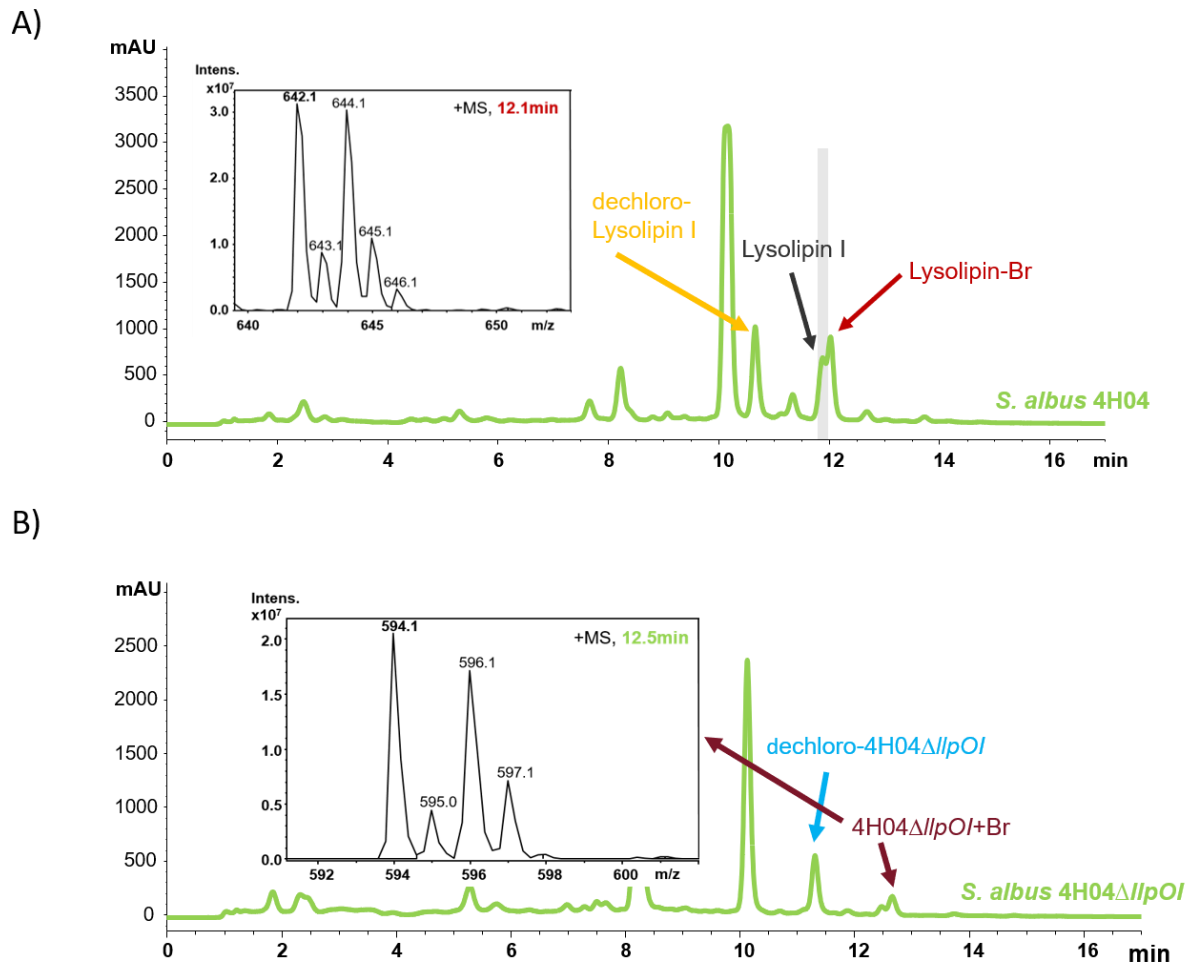 A)
mAU
3500
3000
2500
2000
1500
1000
500
0
Intens.
x10⁷
3.0
2.0
1.0
0.0
642.1
644.1
643.1
645.1
646.1
+MS, 12.1min
640
645
650
m/z
dechloro-
Lysolipin I
Lysolipin I
Lysolipin-Br
S. albus 4H04
0
2
4
6
8
10
12
14
16
min
B)
mAU
2500
2000
1500
1000
500
0
Intens.
x10⁷
2.0
1.5
1.0
0.5
0.0
594.1
596.1
595.0
597.1
+MS, 12.5min
592
594
596
598
600
m/z
dechloro-4H04ΔllpOI
4H04ΔllpOI+Br
S. albus 4H04ΔllpOI
0
2
4
6
8
10
12
14
16
min